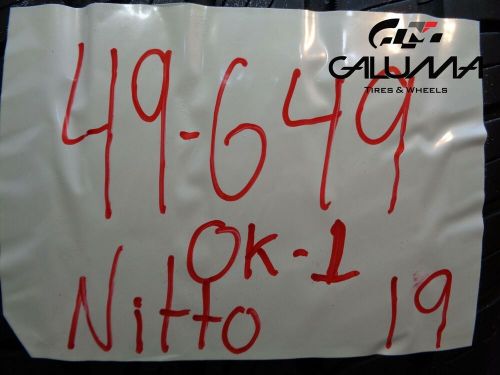 GALUMA
TIRES & WHEELS
49-649
OK-1
Nitto 19